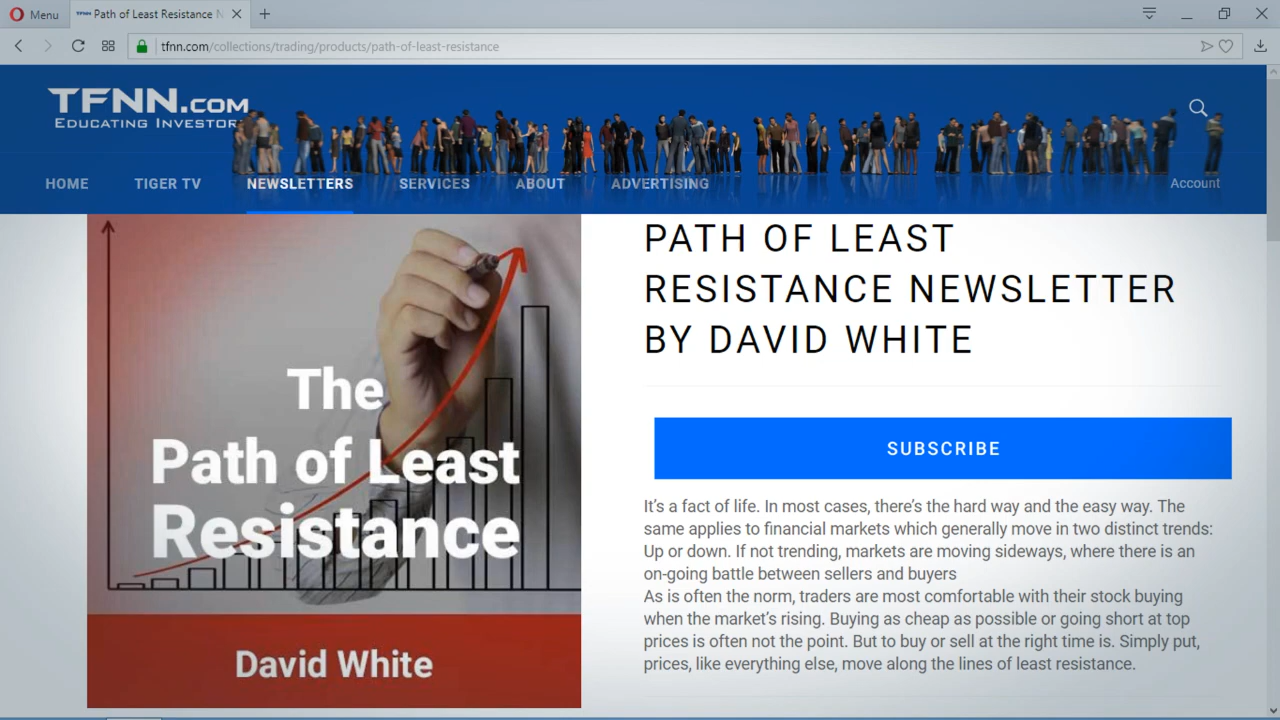 Menu
Path of Least Resistance N
tfnn.com/collections/trading/products/path-of-least-resistance
TFNN.COM
EDUCATING INVESTORS
HOME
TIGER TV
NEWSLETTERS
SERVICES
ABOUT
ADVERTISING
Account
The
Path of Least
Resistance
David White
PATH OF LEAST
RESISTANCE NEWSLETTER
BY DAVID WHITE
SUBSCRIBE
It’s a fact of life. In most cases, there’s the hard way and the easy way. The
same applies to financial markets which generally move in two distinct trends:
Up or down. If not trending, markets are moving sideways, where there is an
on-going battle between sellers and buyers
As is often the norm, traders are most comfortable with their stock buying
when the market’s rising. Buying as cheap as possible or going short at top
prices is often not the point. But to buy or sell at the right time is. Simply put,
prices, like everything else, move along the lines of least resistance.